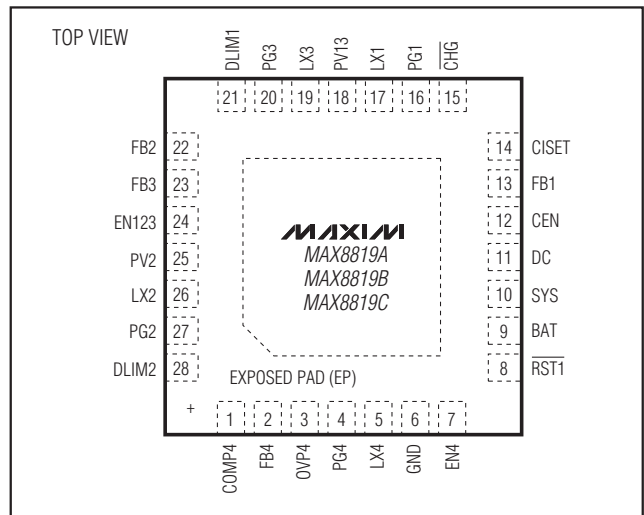 TOP VIEW
DLIM1
PG3
LX3
PV13
LX1
PG1
CHG
21 20 19 18 17 16 15
FB2 22
FB3 23
EN123 24
PV2 25
LX2 26
PG2 27
DLIM2 28
14 CISET
13 FB1
12 CEN
11 DC
10 SYS
9 BAT
8 RST1
MAXIM
MAX8819A
MAX8819B
MAX8819C
EXPOSED PAD (EP)
+
1 2 3 4 5 6 7
COMP4
FB4
OVP4
PG4
LX4
GND
EN4